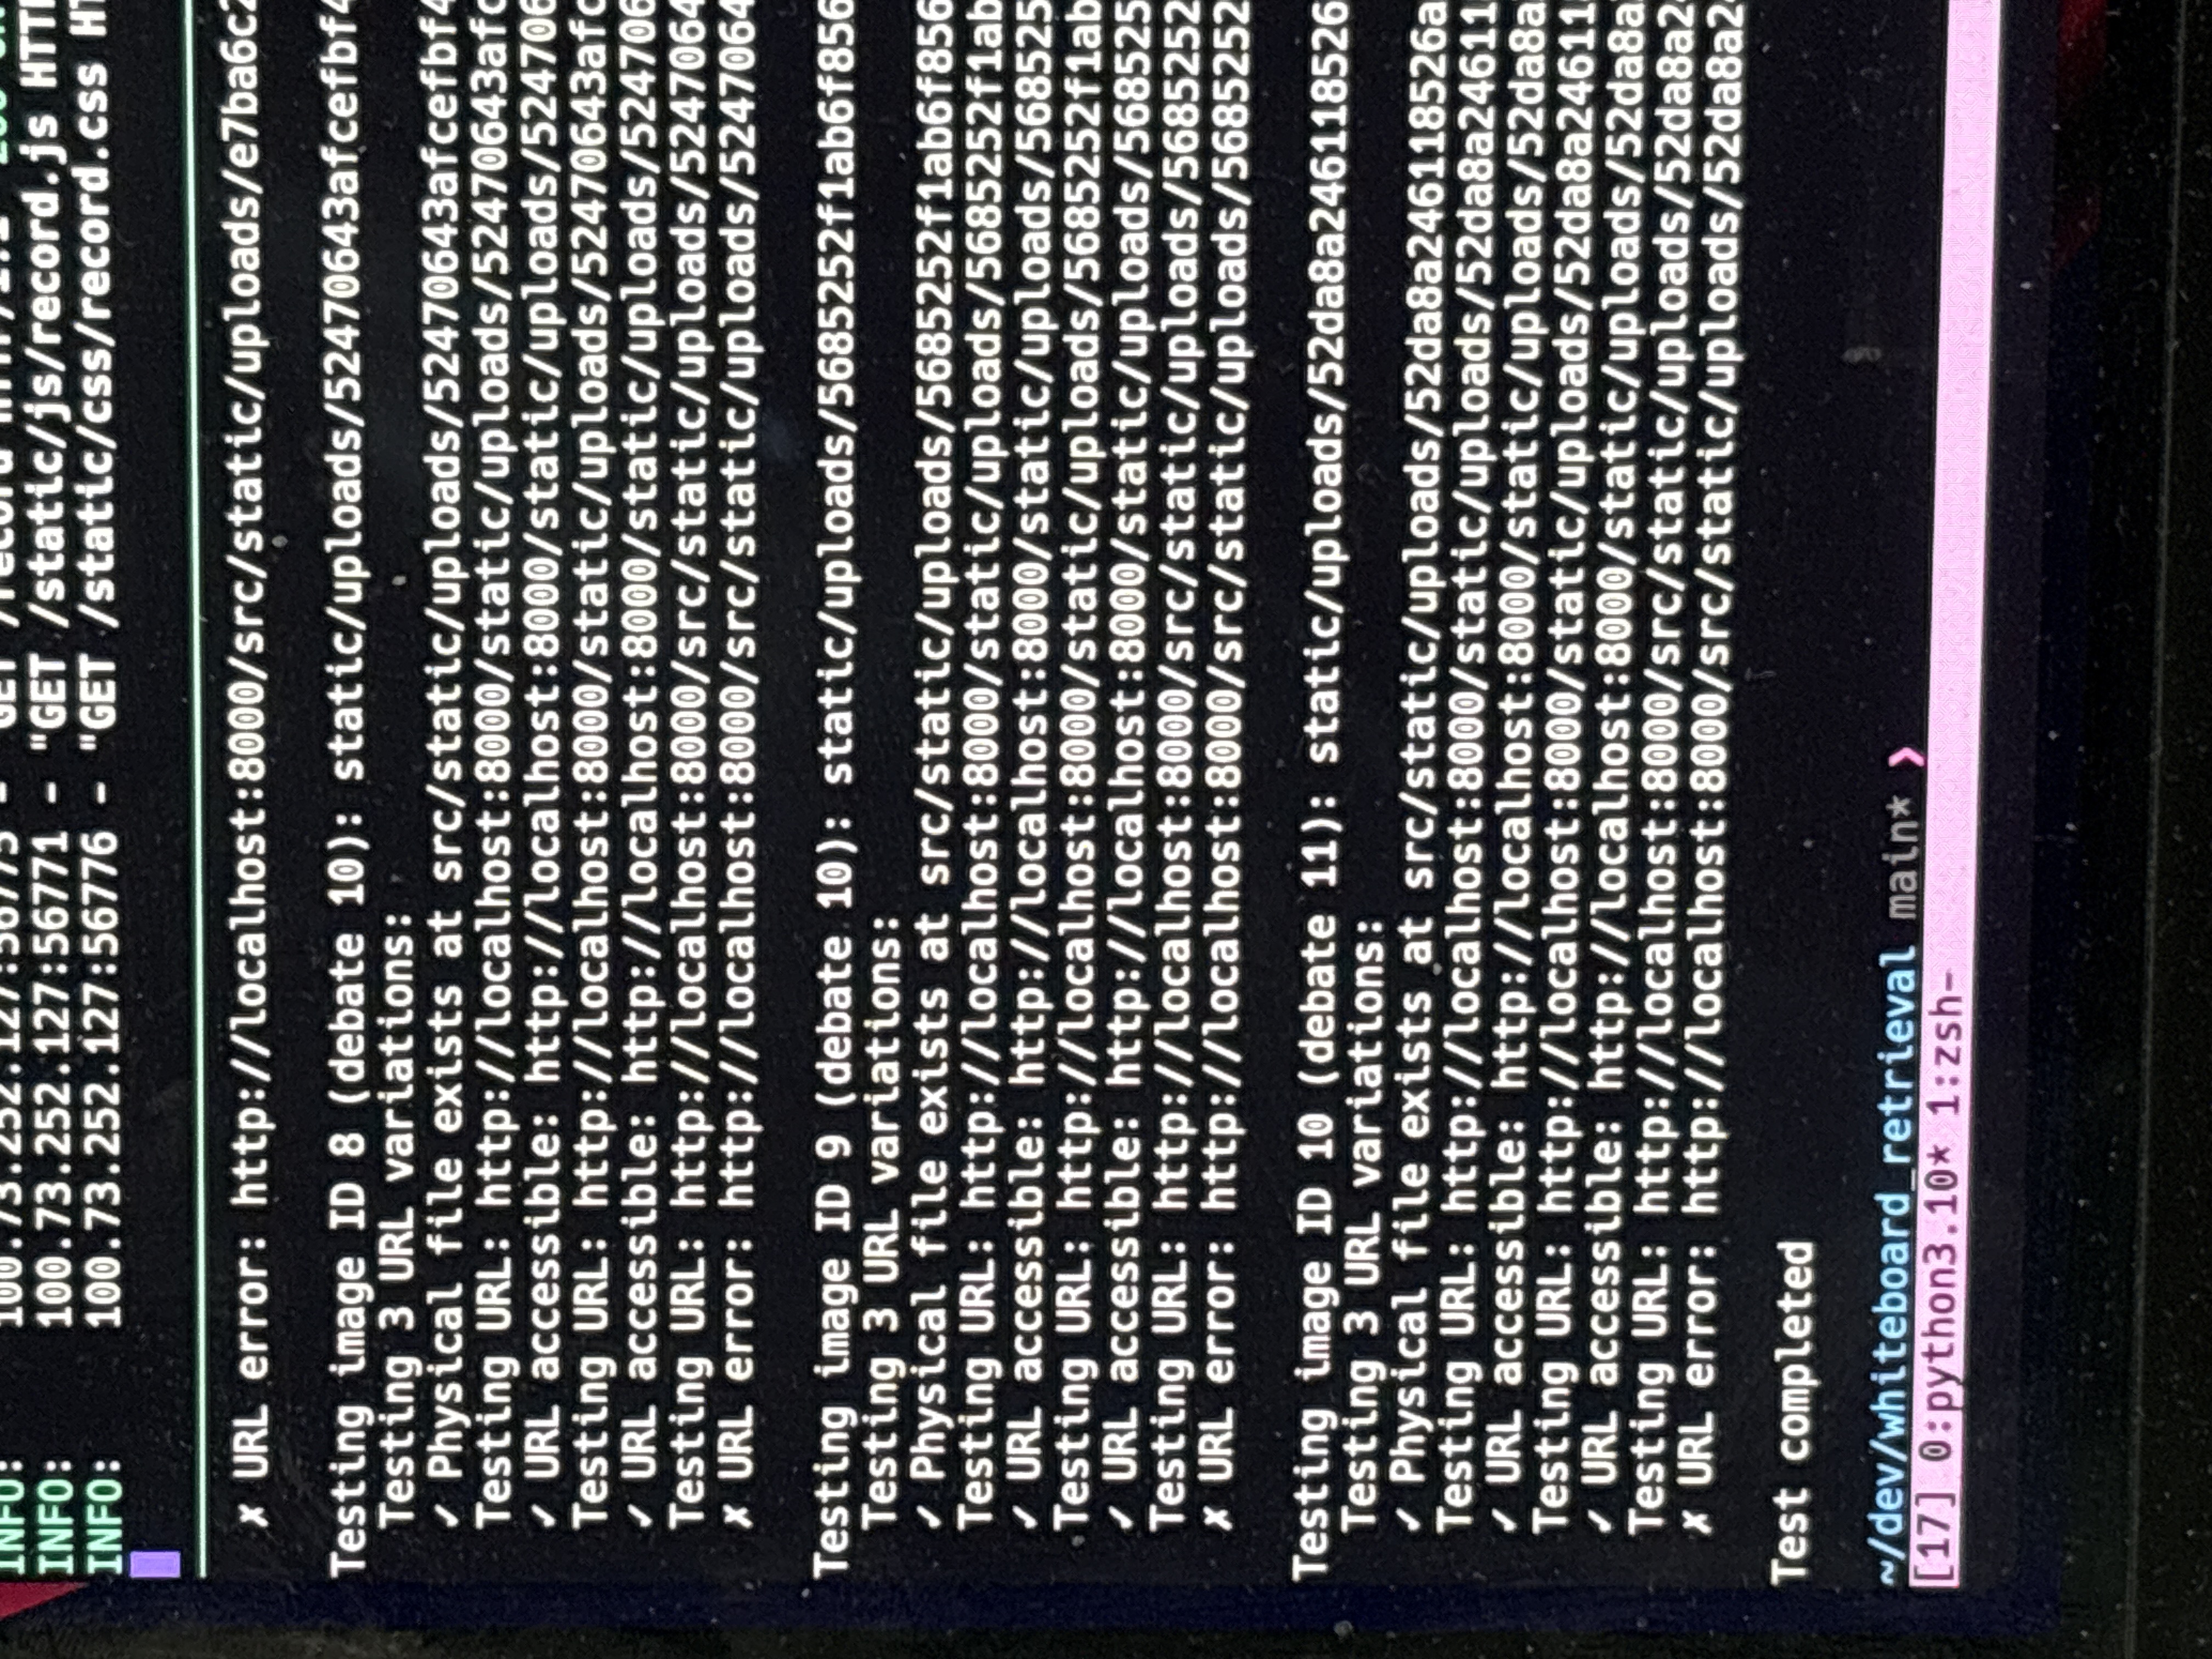 INFO: 100.73.252.127:56775 - "GET /record HTTP/1.1" 200
INFO: 100.73.252.127:56771 - "GET /static/js/record.js
INFO: 100.73.252.127:56776 - "GET /static/css/record.css
✗ URL error: http://localhost:8000/src/static/uploads/e7ba6c2
Testing image ID 8 (debate 10): static/uploads/52470643afcefbf4
Testing 3 URL variations:
✓ Physical file exists at src/static/uploads/52470643afcefbf4
Testing URL: http://localhost:8000/static/uploads/52470643afc
✓ URL accessible: http://localhost:8000/static/uploads/524706
Testing URL: http://localhost:8000/static/uploads/52470643afc
✓ URL accessible: http://localhost:8000/static/uploads/524706
Testing URL: http://localhost:8000/src/static/uploads/5247064
✗ URL error: http://localhost:8000/src/static/uploads/5247064
Testing image ID 9 (debate 10): static/uploads/5685252f1ab6f856
Testing 3 URL variations:
✓ Physical file exists at src/static/uploads/5685252f1ab6f856
Testing URL: http://localhost:8000/static/uploads/5685252f1ab
✓ URL accessible: http://localhost:8000/static/uploads/568525
Testing URL: http://localhost:8000/static/uploads/5685252f1ab
✓ URL accessible: http://localhost:8000/static/uploads/568525
Testing URL: http://localhost:8000/src/static/uploads/5685252
✗ URL error: http://localhost:8000/src/static/uploads/5685252
Testing image ID 10 (debate 11): static/uploads/52da8a246118526
Testing 3 URL variations:
✓ Physical file exists at src/static/uploads/52da8a246118526a
Testing URL: http://localhost:8000/static/uploads/52da8a24611
✓ URL accessible: http://localhost:8000/static/uploads/52da8a
Testing URL: http://localhost:8000/static/uploads/52da8a24611
✓ URL accessible: http://localhost:8000/static/uploads/52da8a
Testing URL: http://localhost:8000/src/static/uploads/52da8a2
✗ URL error: http://localhost:8000/src/static/uploads/52da8a2
Test completed
~/dev/whiteboard_retrieval main* ❯
[17] 0:python3.10* 1:zsh-